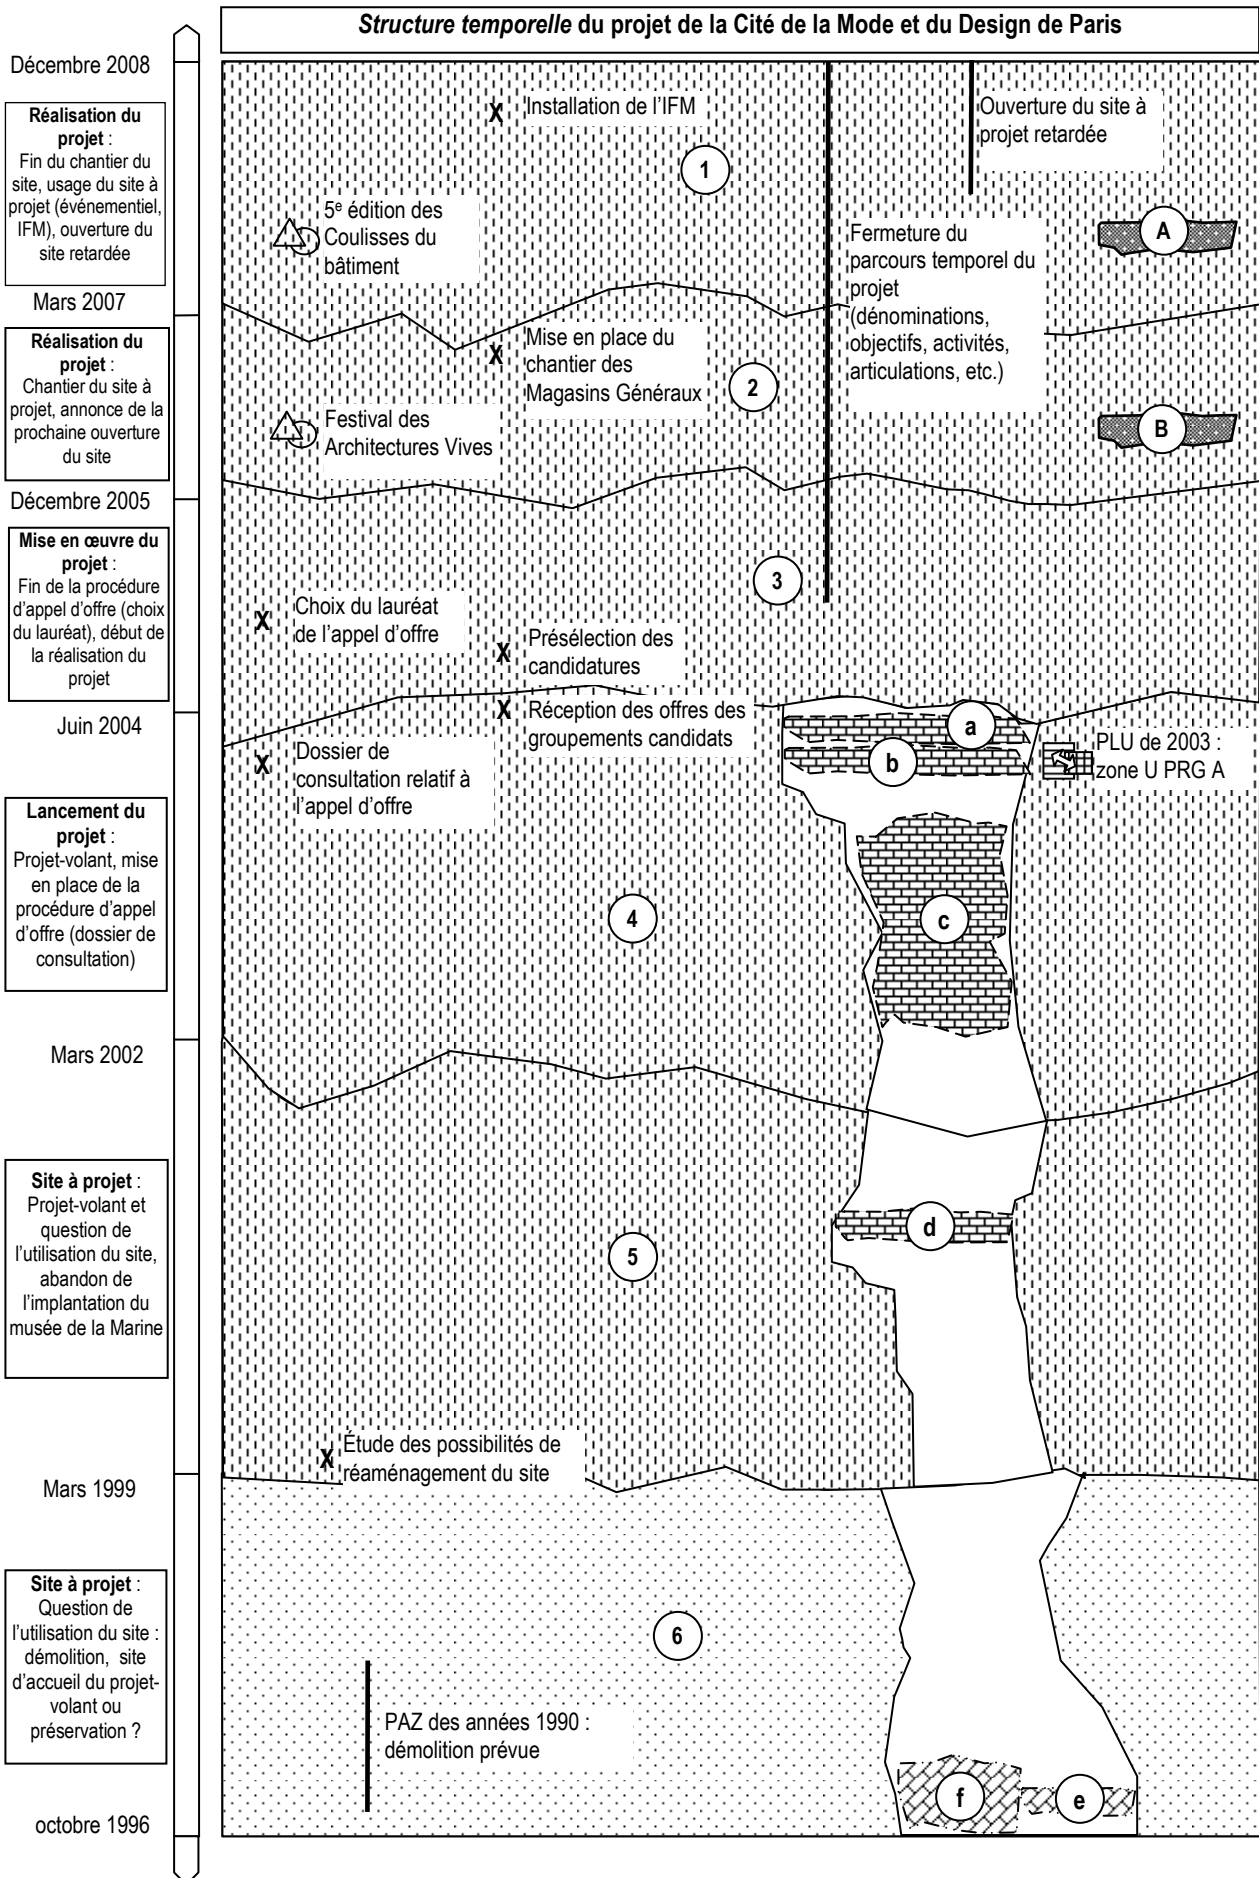 Structure temporelle du projet de la Cité de la Mode et du Design de Paris
Décembre 2008
Réalisation du
projet :
Fin du chantier du
site, usage du site à
projet (événementiel,
IFM), ouverture du
site retardée
Mars 2007
Réalisation du
projet :
Chantier du site à
projet, annonce de la
prochaine ouverture
du site
Décembre 2005
Mise en œuvre du
projet :
Fin de la procédure
d'appel d'offre (choix
du lauréat), début de
la réalisation du
projet
Juin 2004
Lancement du
projet :
Projet-volant, mise
en place de la
procédure d'appel
d'offre (dossier de
consultation)
Mars 2002
Site à projet :
Projet-volant et
question de
l'utilisation du site,
abandon de
l'implantation du
musée de la Marine
Mars 1999
Site à projet :
Question de
l'utilisation du site :
démolition, site
d'accueil du projet-
volant ou
préservation ?
octobre 1996
X Installation de l'IFM
Ouverture du site à
projet retardée
1
5e édition des
Coulisses du
bâtiment
A
Fermeture du
parcours temporel du
projet
(dénominations,
objectifs, activités,
articulations, etc.)
X Mise en place du
chantier des
Magasins Généraux
2
Festival des
Architectures Vives
B
3
X Choix du lauréat
de l'appel d'offre
X Présélection des
candidatures
X Réception des offres des
groupements candidats
a
X Dossier de
consultation relatif à
l'appel d'offre
b
PLU de 2003 :
zone U PRG A
4
c
d
5
X Étude des possibilités de
réaménagement du site
6
PAZ des années 1990 :
démolition prévue
f
e